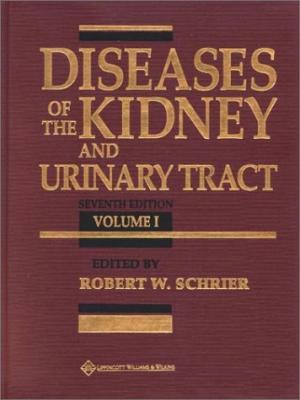 DISEASES
OF THE KIDNEY
AND
URINARY TRACT
SEVENTH EDITION
VOLUME I
EDITED BY
ROBERT W. SCHRIER
LIPPINCOTT WILLIAMS & WILKINS